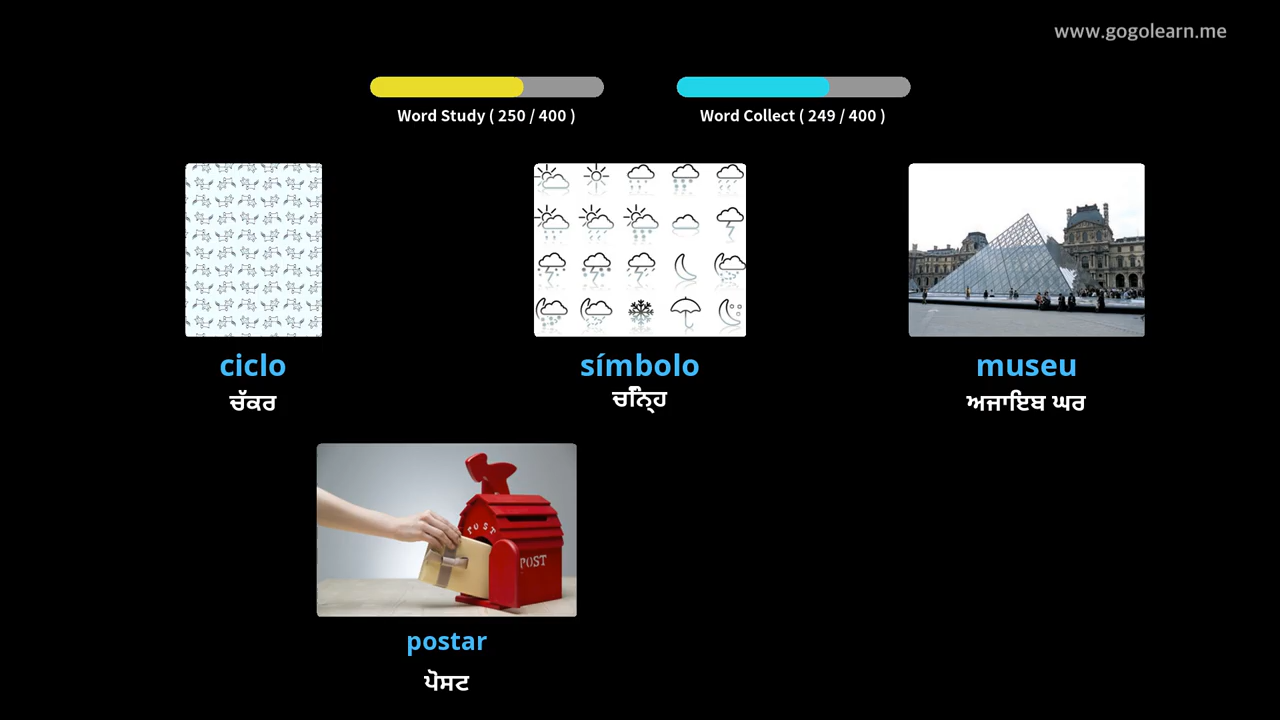 www.gogolearn.me
Word Study ( 250 / 400 )
Word Collect ( 249 / 400 )
ciclo
ਚੱਕਰ
símbolo
ਚਿੰਨ੍ਹ
museu
ਅਜਾਇਬ ਘਰ
POST
POST
postar
ਪੋਸਟ